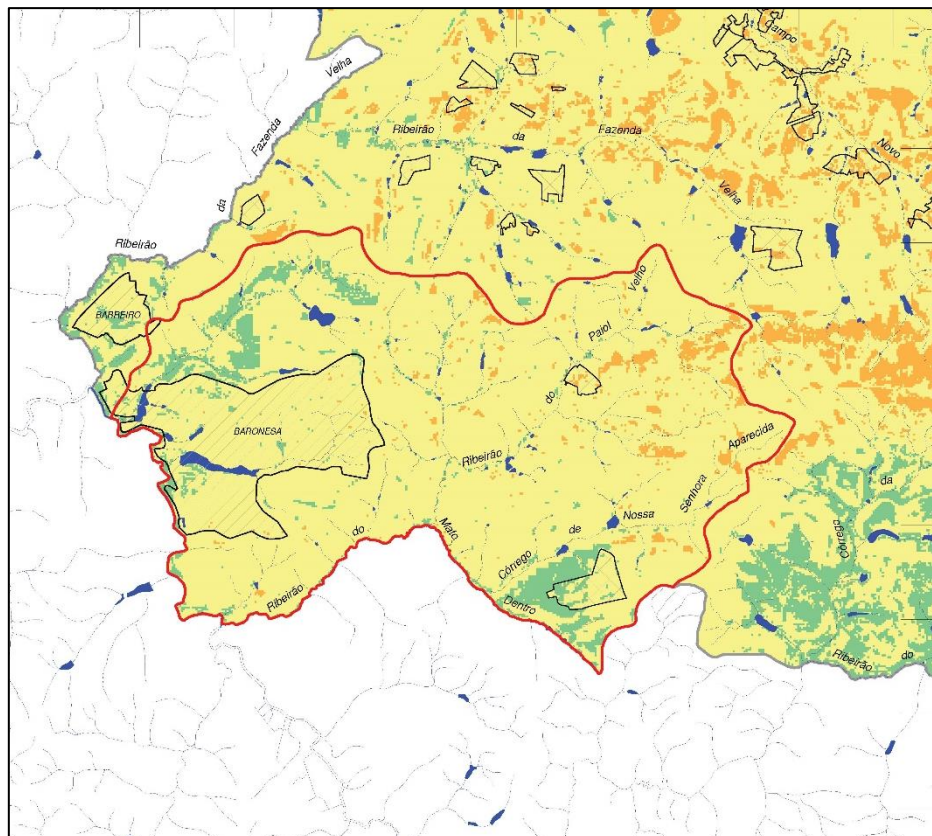 Campo
Velha
Fazenda
da
Ribeirão
Ribeirão
da
Fazenda
Velha
Novo
BARREIRO
Velho
Paiol
do
Ribeirão
BARONESA
Aparecida
Senhora
Nossa
de
Córrego
Mato
do
Ribeirão
Dentro
da
Córrego
Ribeirão
do